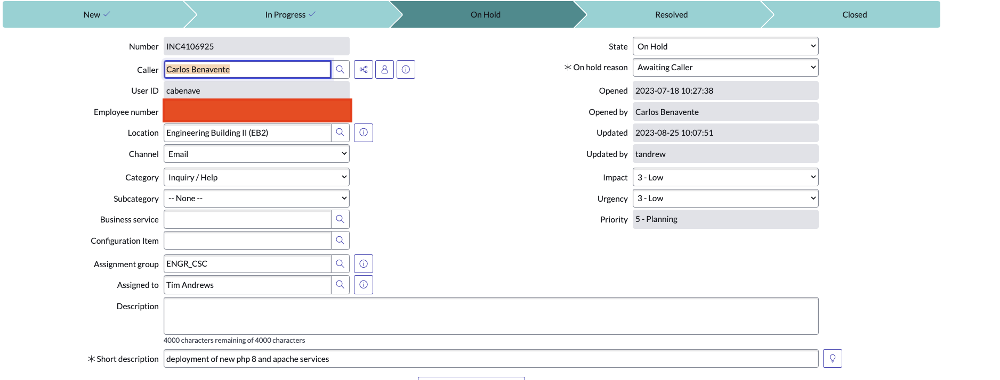 New In Progress On Hold Resolved Closed
Number INC4106925
Caller Carlos Benavente
User ID cabenave
Employee number
Location Engineering Building II (EB2)
Channel Email
Category Inquiry / Help
Subcategory -- None --
Business service
Configuration Item
Assignment group ENGR_CSC
Assigned to Tim Andrews
State On Hold
* On hold reason Awaiting Caller
Opened 2023-07-18 10:27:38
Opened by Carlos Benavente
Updated 2023-08-25 10:07:51
Updated by tandrew
Impact 3 - Low
Urgency 3 - Low
Priority 5 - Planning
Description
4000 characters remaining of 4000 characters
* Short description deployment of new php 8 and apache services